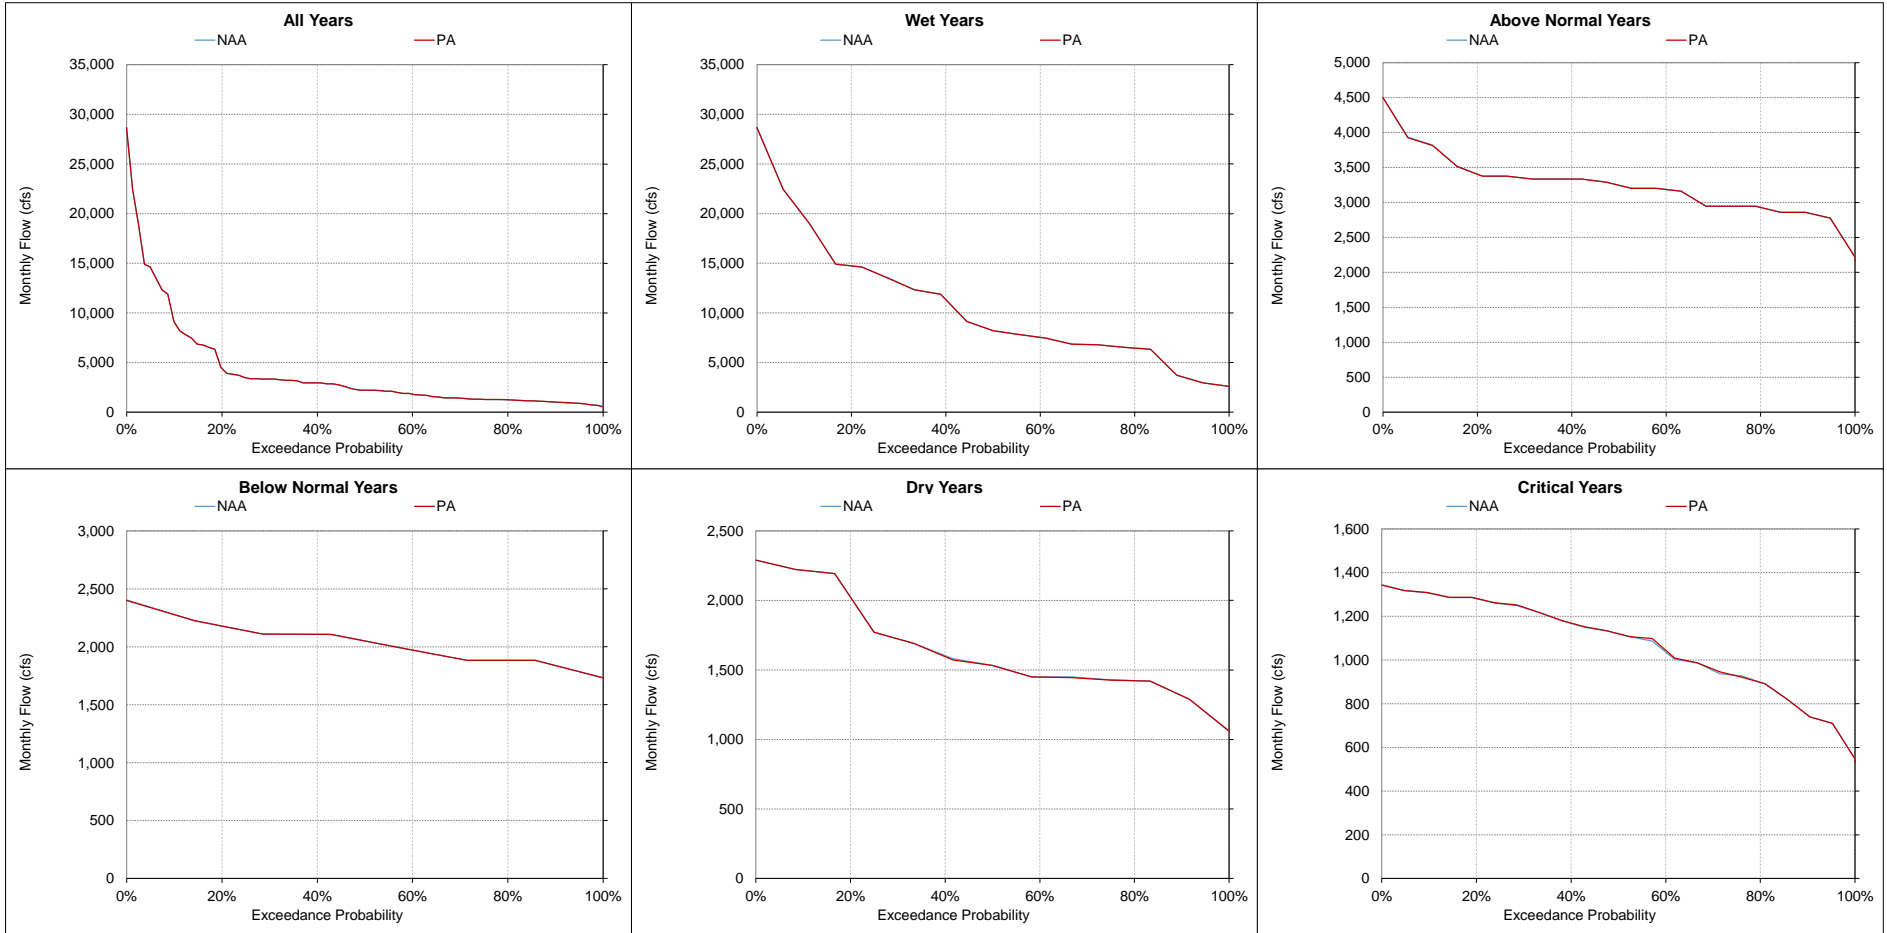 All Years
NAA PA
35,000
30,000
25,000
20,000
15,000
10,000
5,000
0
Monthly Flow (cfs)
0% 20% 40% 60% 80% 100%
Exceedance Probability
Wet Years
NAA PA
35,000
30,000
25,000
20,000
15,000
10,000
5,000
0
Monthly Flow (cfs)
0% 20% 40% 60% 80% 100%
Exceedance Probability
Above Normal Years
NAA PA
5,000
4,500
4,000
3,500
3,000
2,500
2,000
1,500
1,000
500
0
Monthly Flow (cfs)
0% 20% 40% 60% 80% 100%
Exceedance Probability
Below Normal Years
NAA PA
3,000
2,500
2,000
1,500
1,000
500
0
Monthly Flow (cfs)
0% 20% 40% 60% 80% 100%
Exceedance Probability
Dry Years
NAA PA
2,500
2,000
1,500
1,000
500
0
Monthly Flow (cfs)
0% 20% 40% 60% 80% 100%
Exceedance Probability
Critical Years
NAA PA
1,600
1,400
1,200
1,000
800
600
400
200
0
Monthly Flow (cfs)
0% 20% 40% 60% 80% 100%
Exceedance Probability